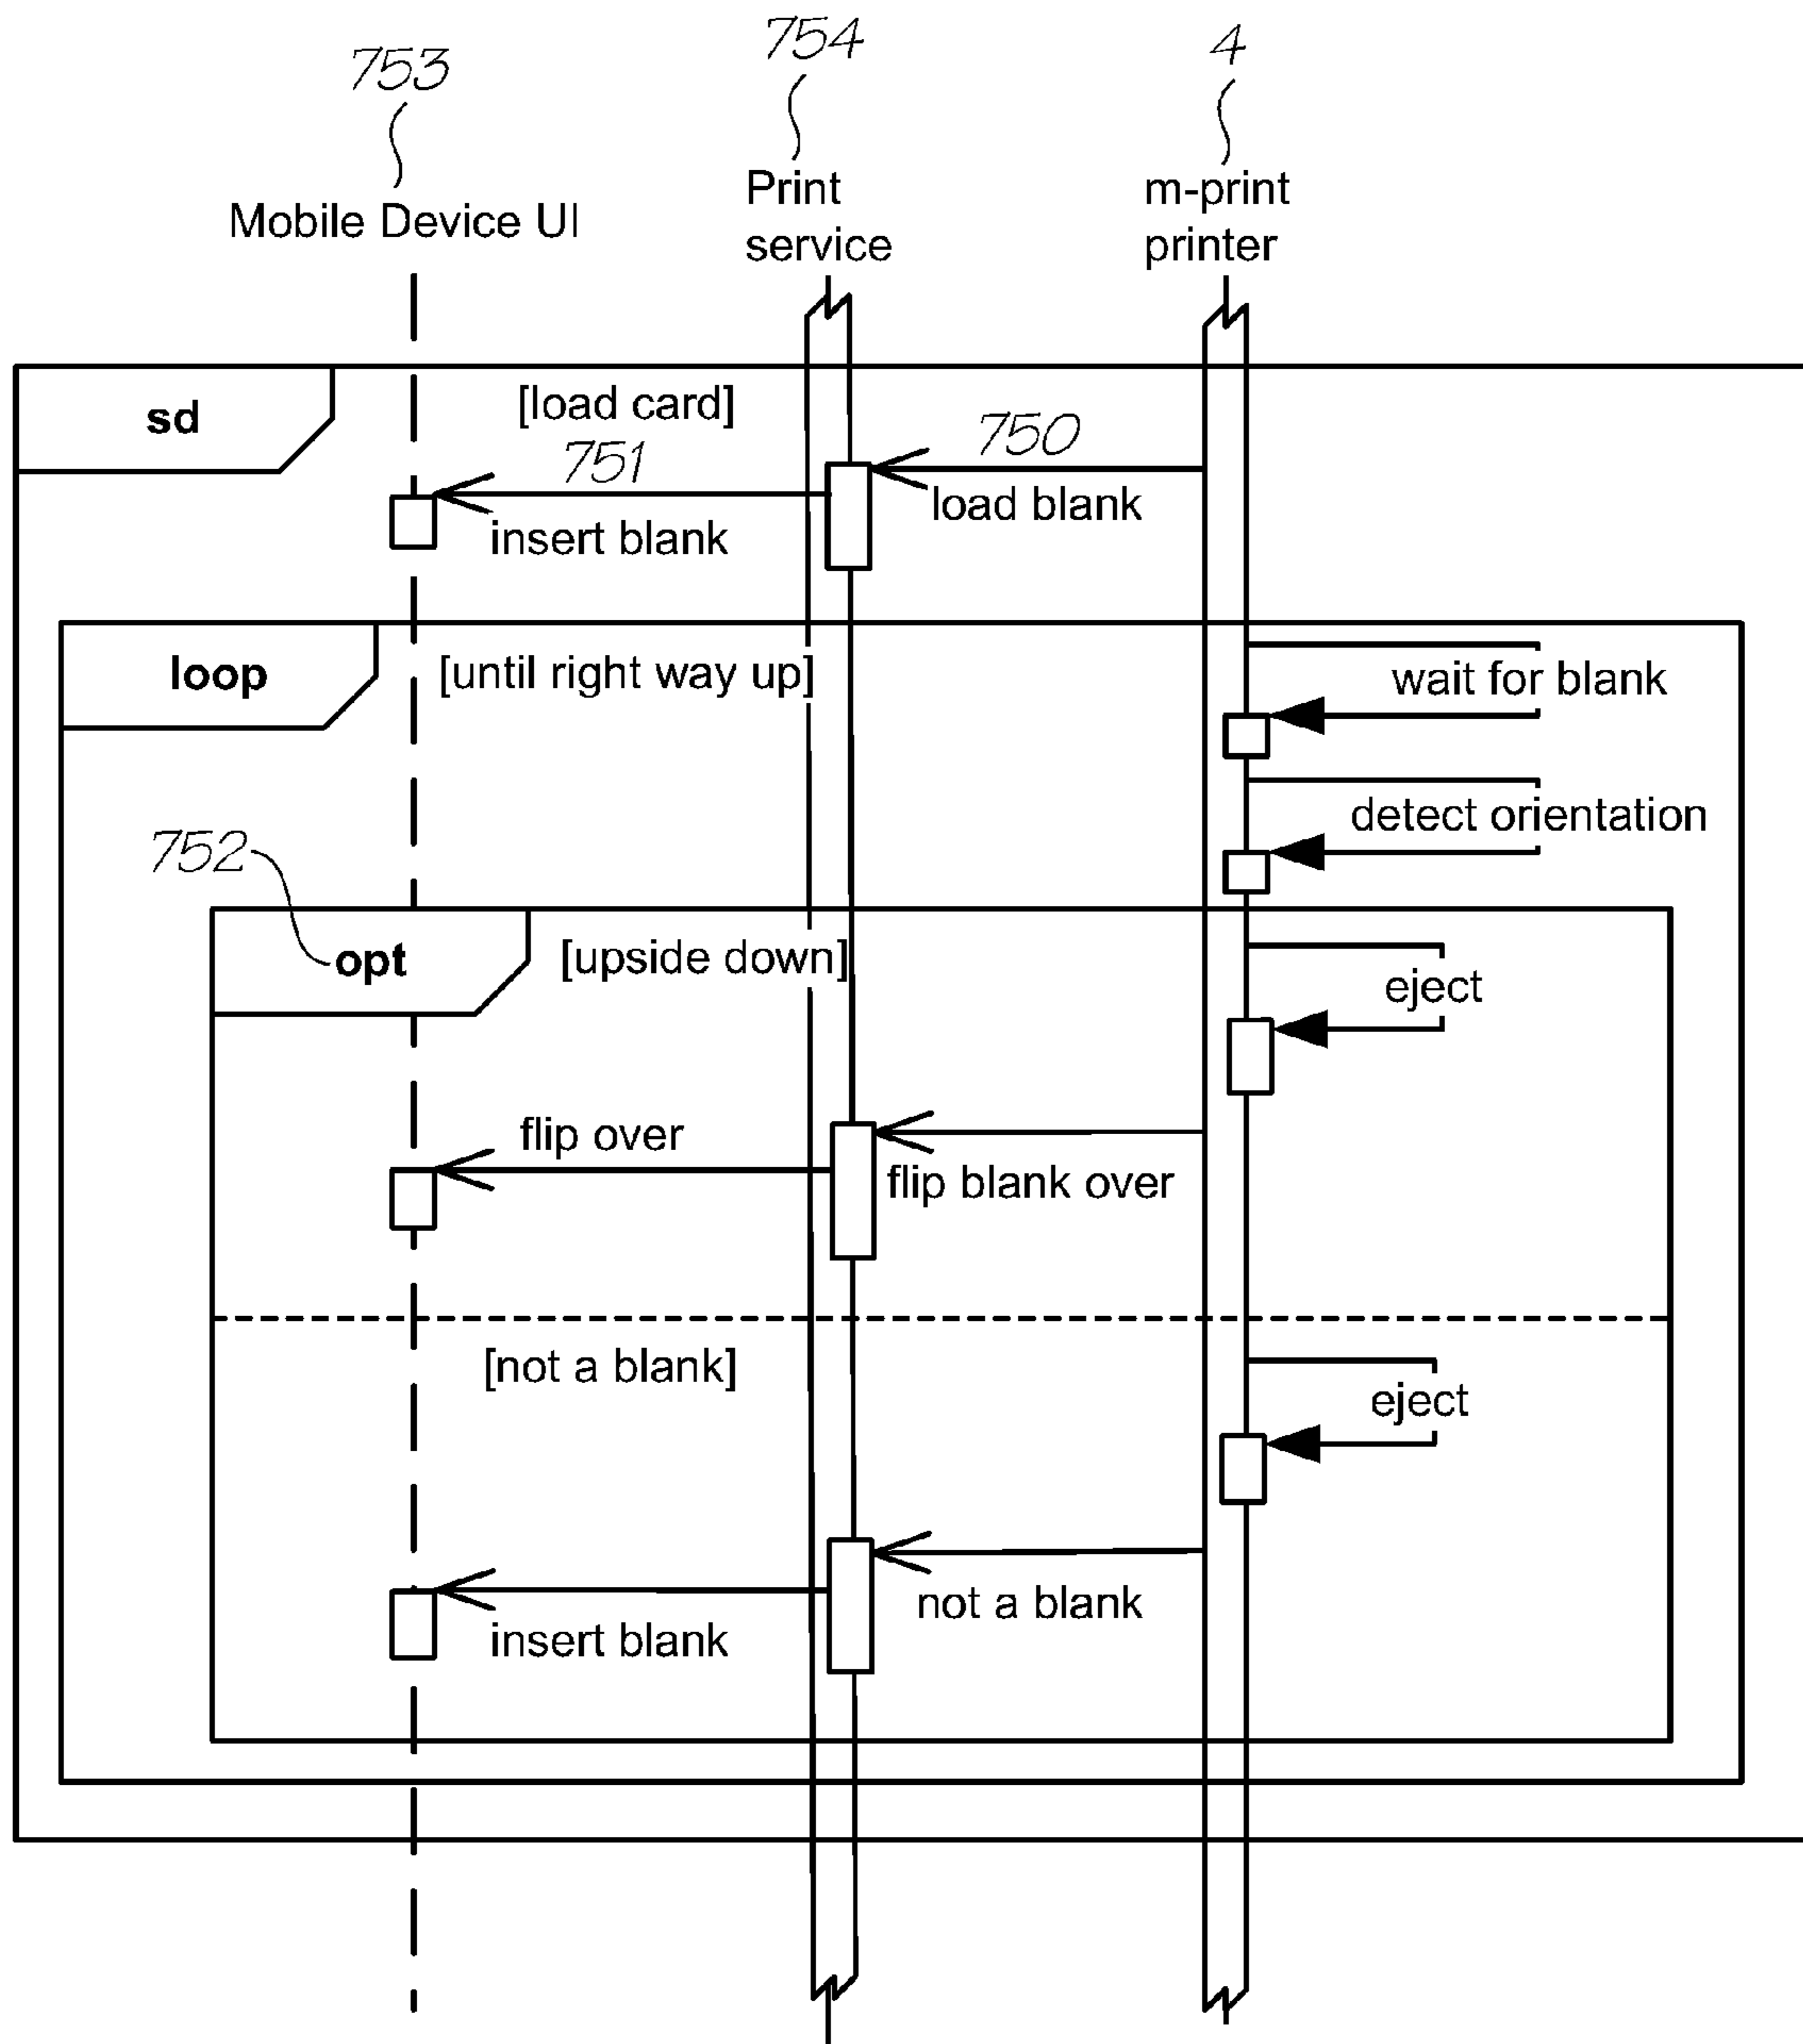 753
754
4
Mobile Device UI
Print
service
m-print
printer
sd
[load card]
751
750
insert blank
load blank
loop
[until right way up]
wait for blank
detect orientation
752
opt
[upside down]
eject
flip over
flip blank over
[not a blank]
eject
not a blank
insert blank